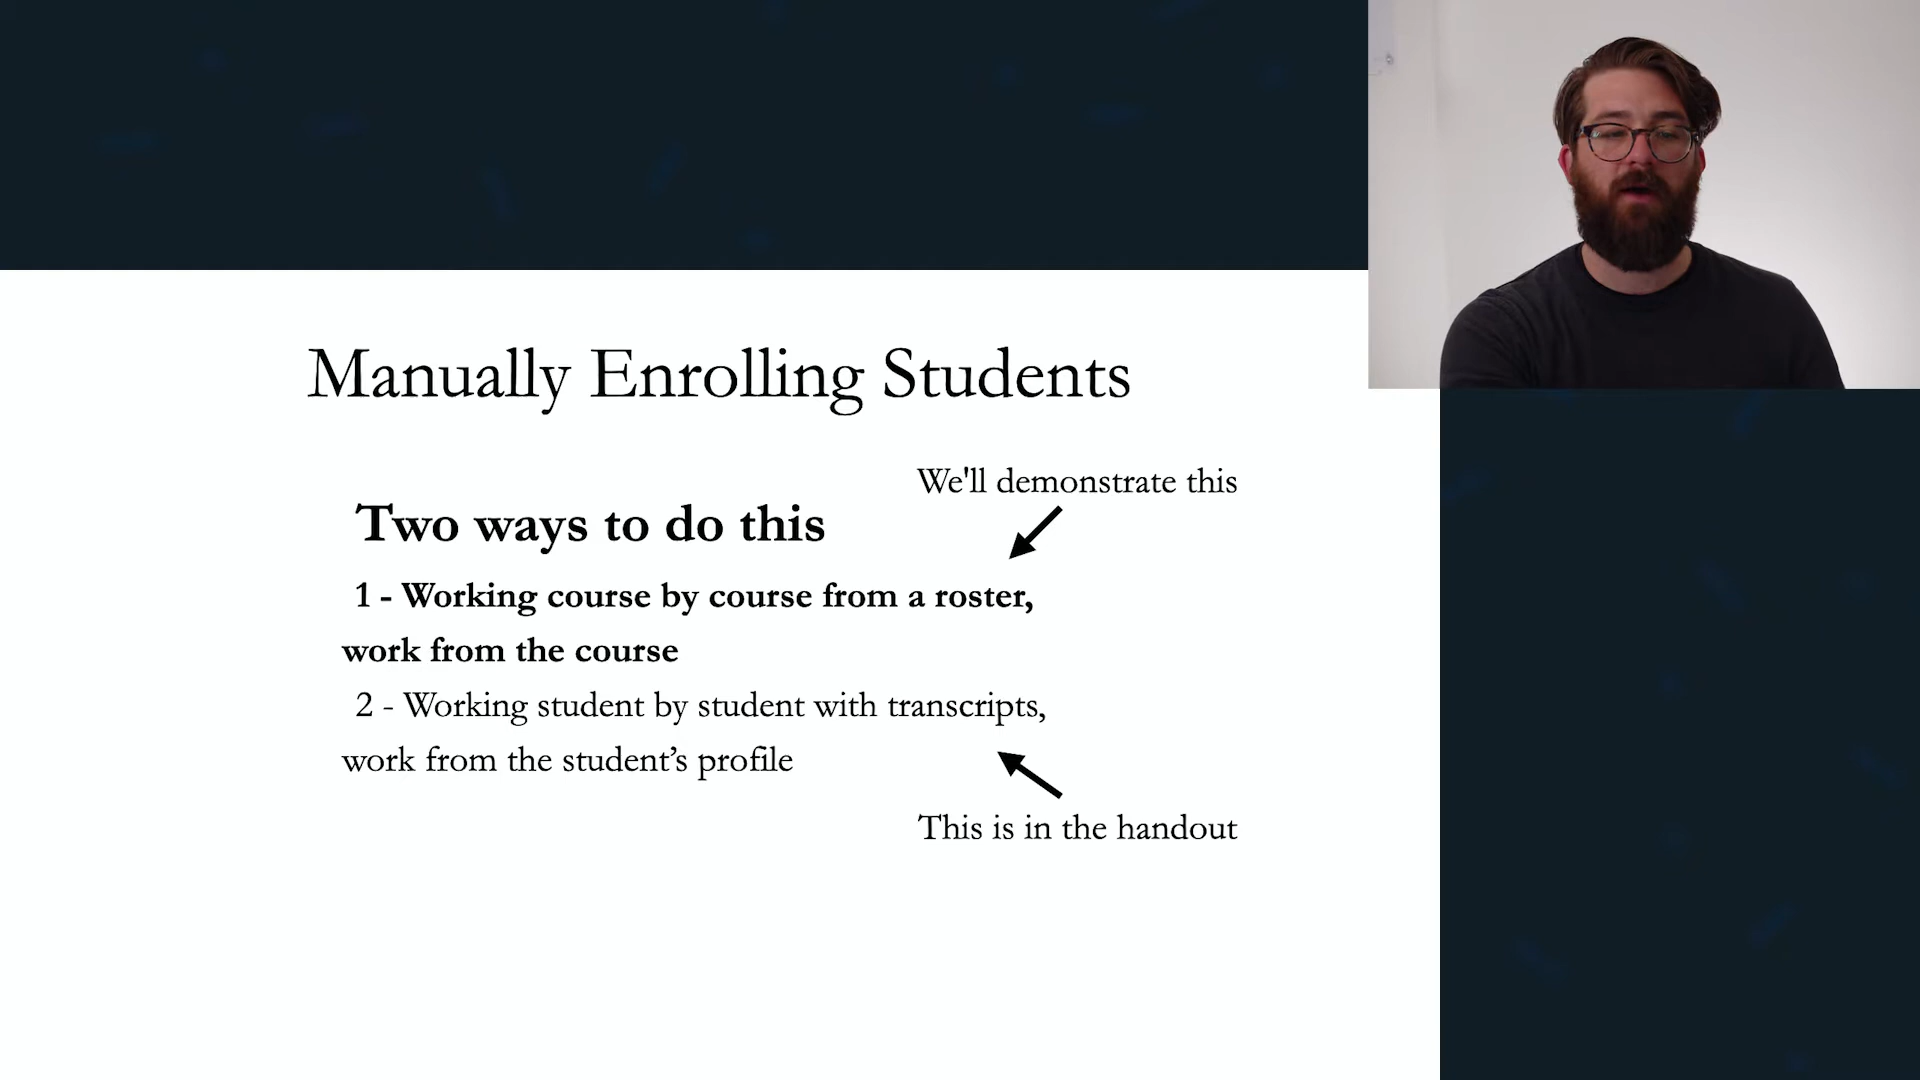 Manually Enrolling Students
We'll demonstrate this
Two ways to do this
1 - Working course by course from a roster,
work from the course
2 - Working student by student with transcripts,
work from the student’s profile
This is in the handout